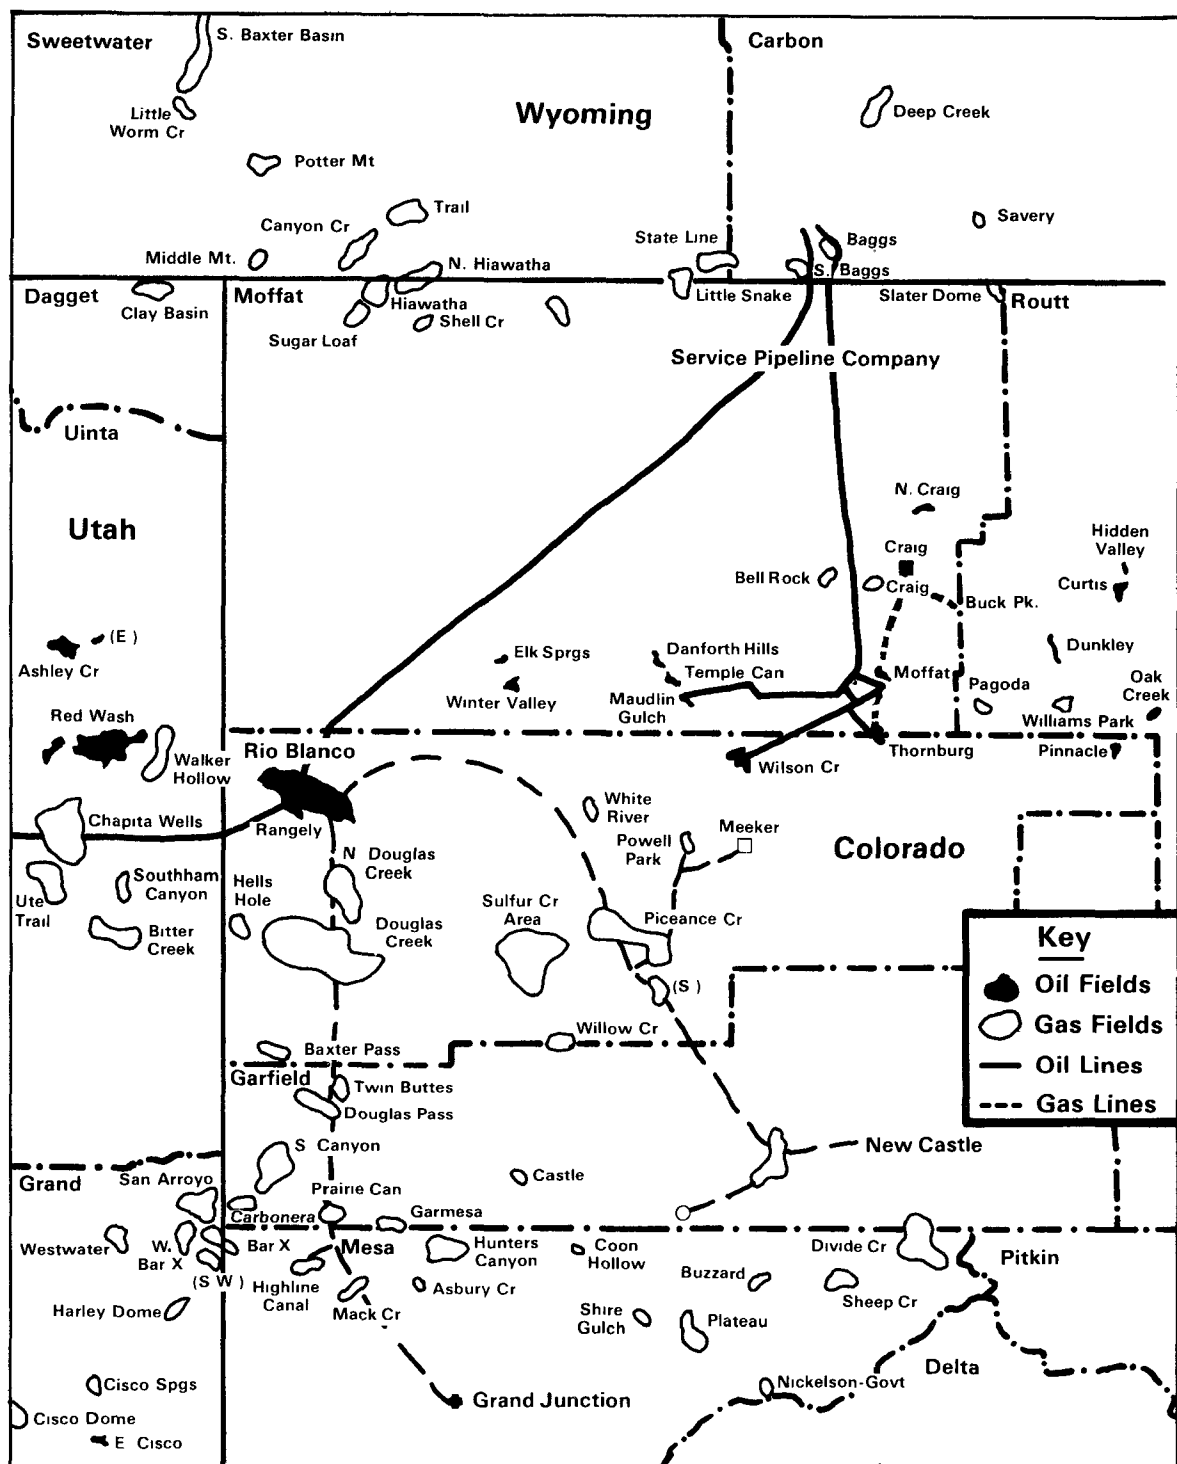 Sweetwater
S. Baxter Basin
Carbon
Little
Worm Cr
Wyoming
Deep Creek
Potter Mt
Trail
Canyon Cr
Savery
State Line
Baggs
Middle Mt.
N. Hiawatha
S. Baggs
Dagget
Moffat
Clay Basin
Hiawatha
Little Snake
Slater Dome
Routt
Shell Cr
Sugar Loaf
Service Pipeline Company
Uinta
Utah
N. Craig
Hidden
Valley
Craig
Bell Rock
Craig
Curtis
Buck Pk.
(E)
Ashley Cr
Elk Sprgs
Danforth Hills
Temple Can
Dunkley
Moffat
Winter Valley
Maudlin
Gulch
Pagoda
Oak
Creek
Red Wash
Williams Park
Rio Blanco
Walker
Hollow
Wilson Cr
Thornburg
Pinnacle
Chapita Wells
Rangely
White
River
Powell
Park
Meeker
Colorado
N Douglas
Creek
Southham
Canyon
Hells
Hole
Ute
Trail
Bitter
Creek
Douglas
Creek
Sulfur Cr
Area
Piceance Cr
(S)
Key
Oil Fields
Gas Fields
Oil Lines
Gas Lines
Willow Cr
Baxter Pass
Garfield
Twin Buttes
Douglas Pass
S Canyon
New Castle
Grand
San Arroyo
Prairie Can
Castle
Carbonera
Garmesa
Westwater
W.
Bar X
Bar X
Mesa
Hunters
Canyon
Coon
Hollow
Divide Cr
Pitkin
(S W)
Highline
Canal
Asbury Cr
Buzzard
Sheep Cr
Harley Dome
Mack Cr
Shire
Gulch
Plateau
Delta
Cisco Spgs
Nickelson-Govt
Grand Junction
Cisco Dome
E Cisco